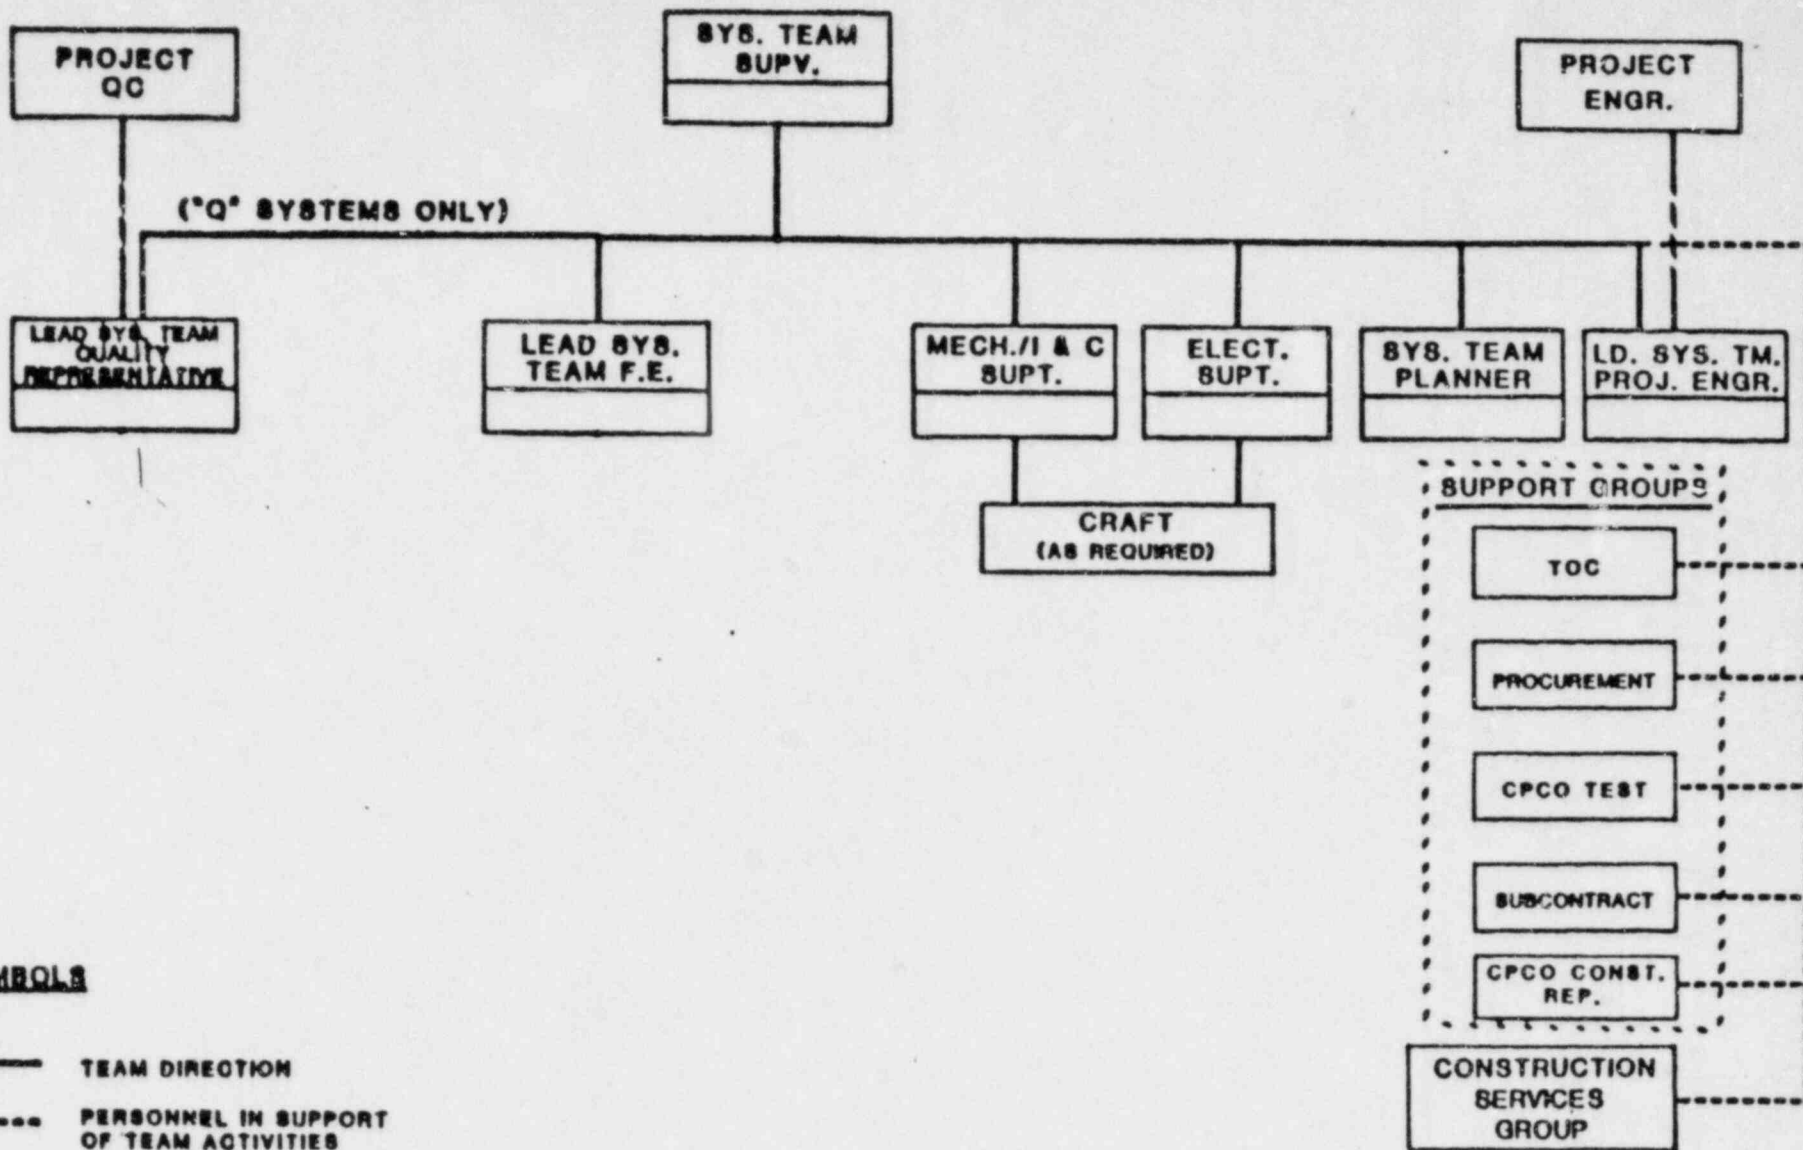 PROJECT
QC
SYS. TEAM
SUPV.
PROJECT
ENGR.
("Q" SYSTEMS ONLY)
LEAD SYS. TEAM
QUALITY
REPRESENTATIVE
LEAD SYS.
TEAM F.E.
MECH./I & C
SUPT.
ELECT.
SUPT.
SYS. TEAM
PLANNER
LD. SYS. TM.
PROJ. ENGR.
CRAFT
(AS REQUIRED)
SUPPORT GROUPS
TOC
PROCUREMENT
CPCO TEST
SUBCONTRACT
CPCO CONST.
REP.
CONSTRUCTION
SERVICES
GROUP
MBOLS
TEAM DIRECTION
PERSONNEL IN SUPPORT
OF TEAM ACTIVITIES